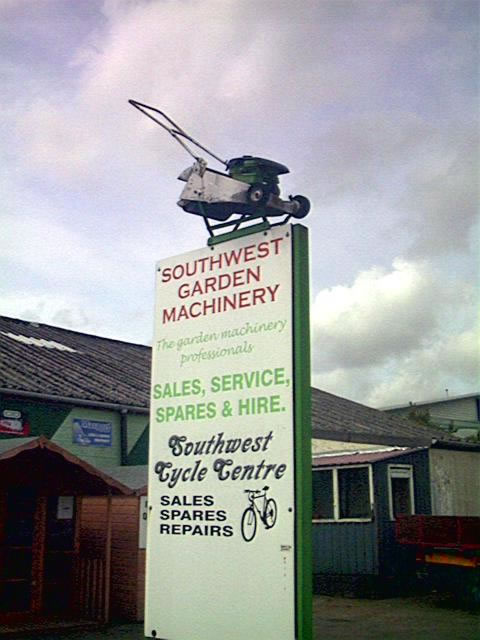 SOUTHWEST
GARDEN
MACHINERY
The garden machinery
professionals
SALES, SERVICE,
SPARES & HIRE.
Southwest
Cycle Centre
SALES
SPARES
REPAIRS